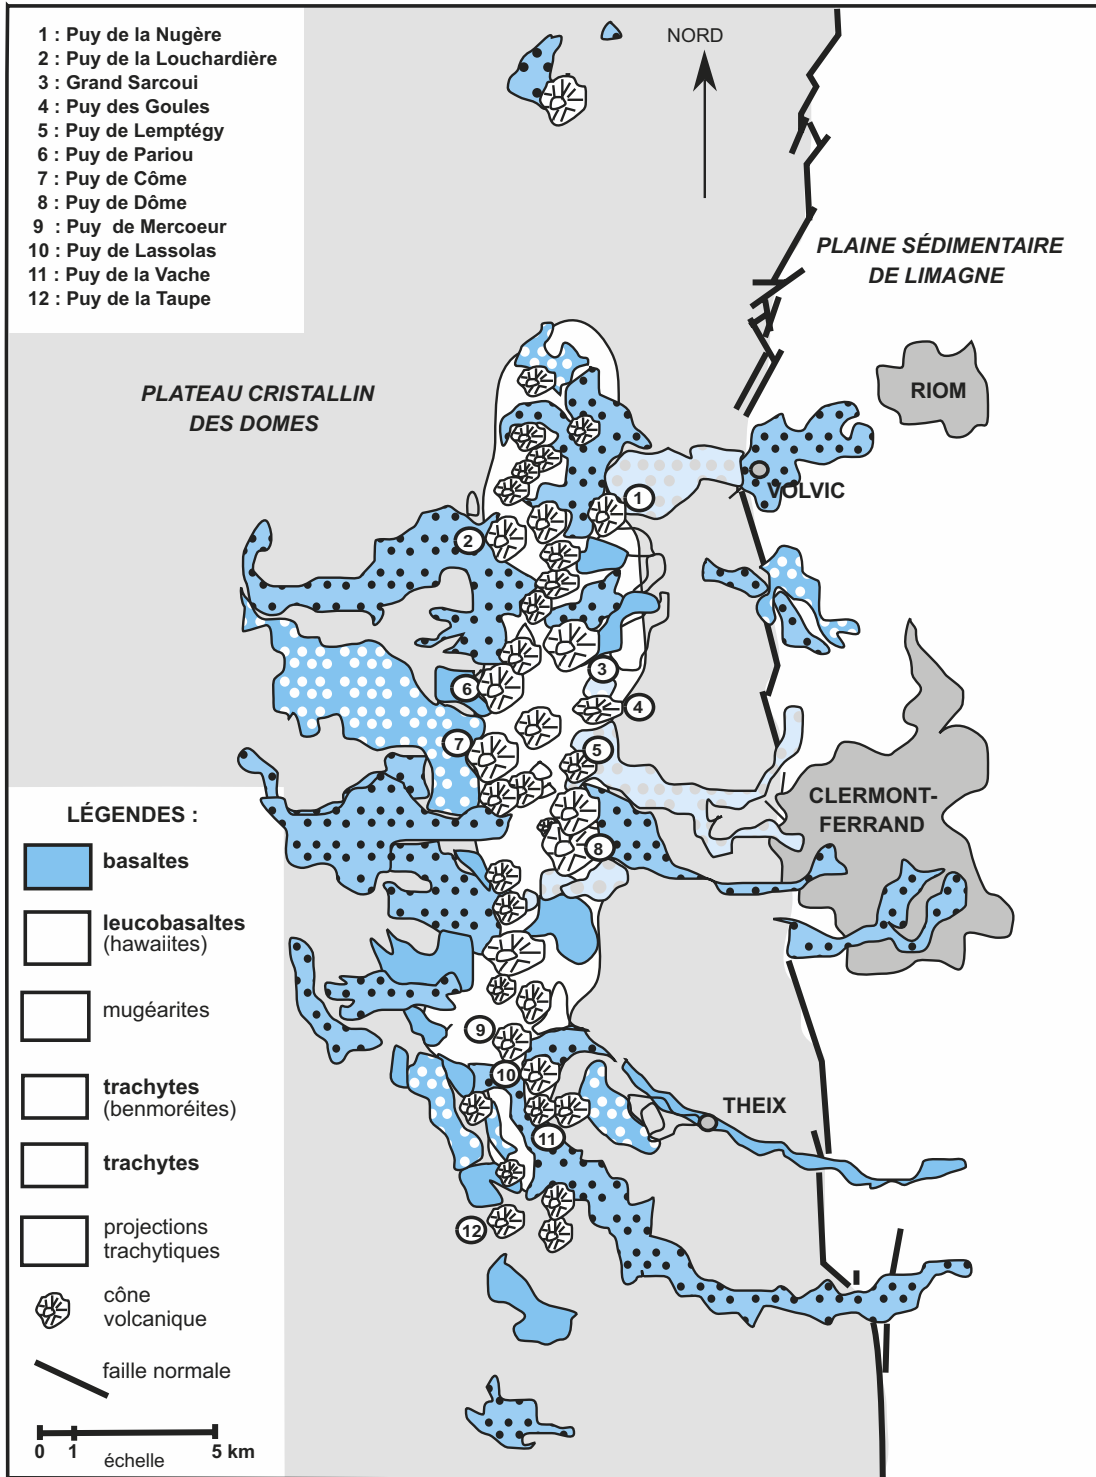 1 : Puy de la Nugère
2 : Puy de la Louchardière
3 : Grand Sarcoui
4 : Puy des Goules
5 : Puy de Lemptégy
6 : Puy de Pariou
7 : Puy de Côme
8 : Puy de Dôme
9 : Puy de Mercoeur
10 : Puy de Lassolas
11 : Puy de la Vache
12 : Puy de la Taupe
NORD
PLAINE SÉDIMENTAIRE
DE LIMAGNE
PLATEAU CRISTALLIN
DES DOMES
RIOM
VOLVIC
1
2
3
6
4
7
5
CLERMONT-
FERRAND
8
9
10
THEIX
11
12
LÉGENDES :
basaltes
leucobasaltes
(hawaiites)
mugéarites
trachytes
(benmoréites)
trachytes
projections
trachytiques
cône
volcanique
faille normale
0 1 5 km
échelle